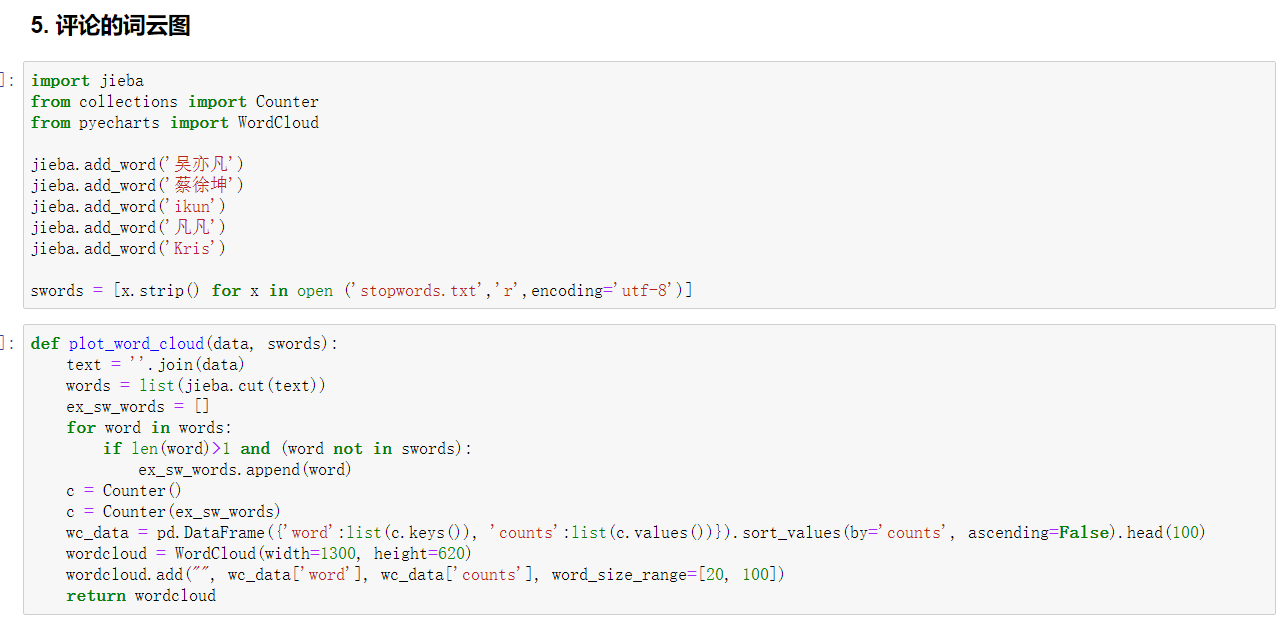 5. 评论的词云图
]:
import jieba
from collections import Counter
from pyecharts import WordCloud
jieba.add_word('吴亦凡')
jieba.add_word('蔡徐坤')
jieba.add_word('ikun')
jieba.add_word('凡凡')
jieba.add_word('Kris')
swords = [x.strip() for x in open ('stopwords.txt','r',encoding='utf-8')]
]:
def plot_word_cloud(data, swords):
    text = ''.join(data)
    words = list(jieba.cut(text))
    ex_sw_words = []
    for word in words:
        if len(word)>1 and (word not in swords):
            ex_sw_words.append(word)
    c = Counter()
    c = Counter(ex_sw_words)
    wc_data = pd.DataFrame({'word':list(c.keys()), 'counts':list(c.values())}).sort_values(by='counts', ascending=False).head(100)
    wordcloud = WordCloud(width=1300, height=620)
    wordcloud.add("", wc_data['word'], wc_data['counts'], word_size_range=[20, 100])
    return wordcloud